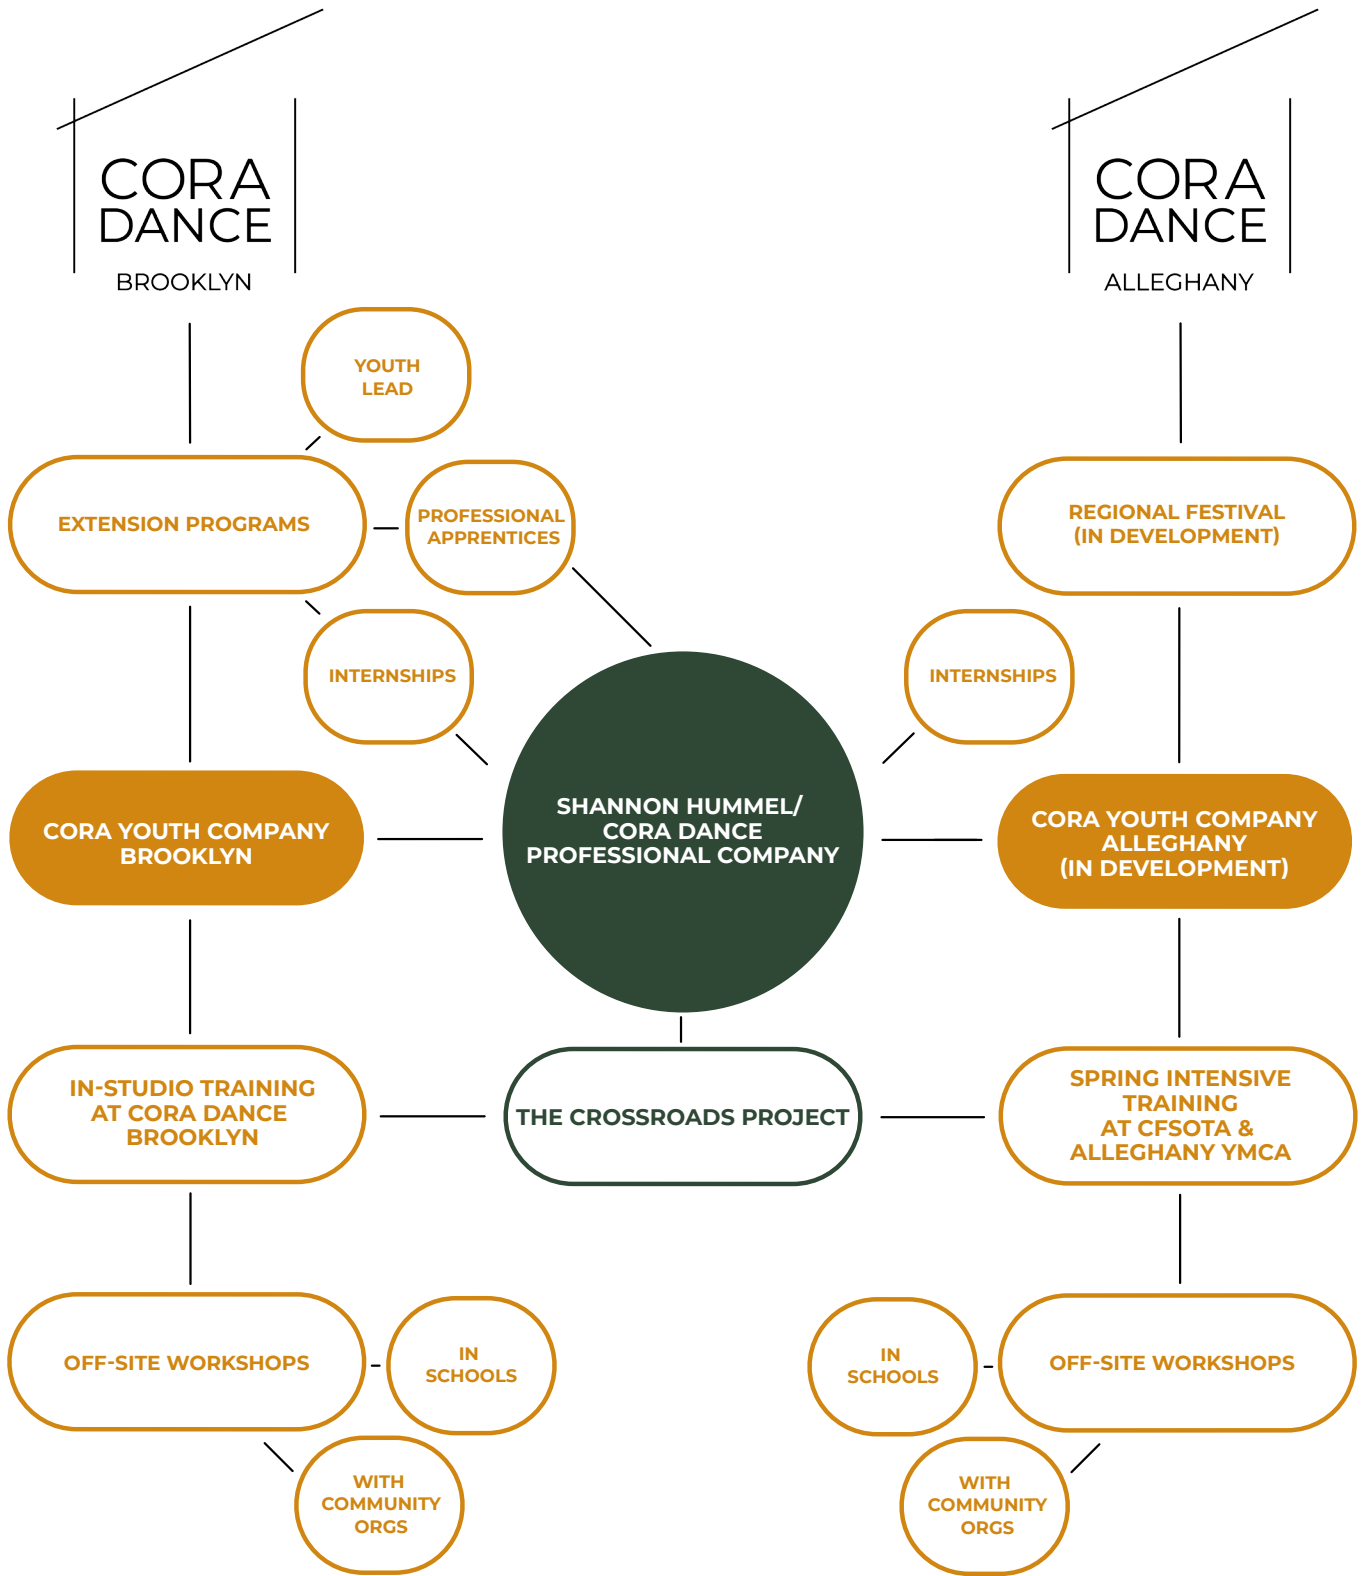 CORA
DANCE
BROOKLYN
CORA
DANCE
ALLEGHANY
YOUTH
LEAD
EXTENSION PROGRAMS
PROFESSIONAL
APPRENTICES
REGIONAL FESTIVAL
(IN DEVELOPMENT)
INTERNSHIPS
INTERNSHIPS
CORA YOUTH COMPANY
BROOKLYN
SHANNON HUMMEL/
CORA DANCE
PROFESSIONAL COMPANY
CORA YOUTH COMPANY
ALLEGHANY
(IN DEVELOPMENT)
IN-STUDIO TRAINING
AT CORA DANCE
BROOKLYN
THE CROSSROADS PROJECT
SPRING INTENSIVE
TRAINING
AT CFSOTA &
ALLEGHANY YMCA
OFF-SITE WORKSHOPS
IN
SCHOOLS
IN
SCHOOLS
OFF-SITE WORKSHOPS
WITH
COMMUNITY
ORGS
WITH
COMMUNITY
ORGS